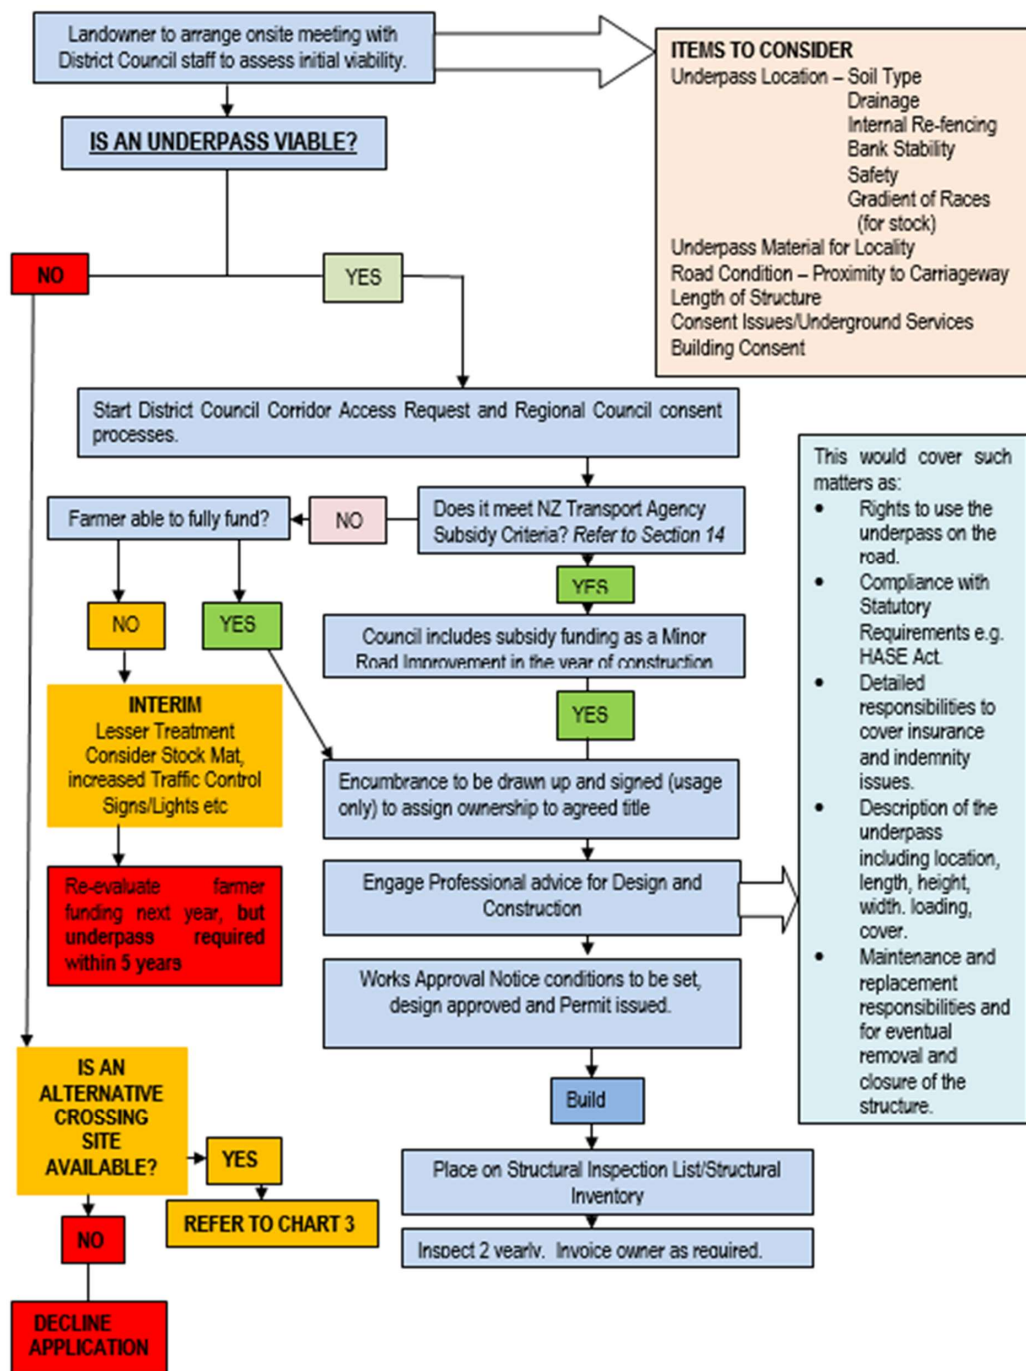 Landowner to arrange onsite meeting with
District Council staff to assess initial viability.
ITEMS TO CONSIDER
Underpass Location – Soil Type
Drainage
Internal Re-fencing
Bank Stability
Safety
Gradient of Races
(for stock)
Underpass Material for Locality
Road Condition – Proximity to Carriageway
Length of Structure
Consent Issues/Underground Services
Building Consent
IS AN UNDERPASS VIABLE?
NO
YES
Start District Council Corridor Access Request and Regional Council consent
processes.
Does it meet NZ Transport Agency
Subsidy Criteria? Refer to Section 14
NO
Farmer able to fully fund?
YES
NO
YES
Council includes subsidy funding as a Minor
Road Improvement in the year of construction
YES
INTERIM
Lesser Treatment
Consider Stock Mat,
increased Traffic Control
Signs/Lights etc
Re-evaluate farmer
funding next year, but
underpass required
within 5 years
Encumbrance to be drawn up and signed (usage
only) to assign ownership to agreed title
Engage Professional advice for Design and
Construction
This would cover such
matters as:
• Rights to use the
underpass on the
road.
• Compliance with
Statutory
Requirements e.g.
HASE Act.
• Detailed
responsibilities to
cover insurance
and indemnity
issues.
• Description of the
underpass
including location,
length, height,
width. loading,
cover.
• Maintenance and
replacement
responsibilities and
for eventual
removal and
closure of the
structure.
Works Approval Notice conditions to be set,
design approved and Permit issued.
Build
Place on Structural Inspection List/Structural
Inventory
Inspect 2 yearly. Invoice owner as required.
IS AN
ALTERNATIVE
CROSSING
SITE
AVAILABLE?
YES
REFER TO CHART 3
NO
DECLINE
APPLICATION